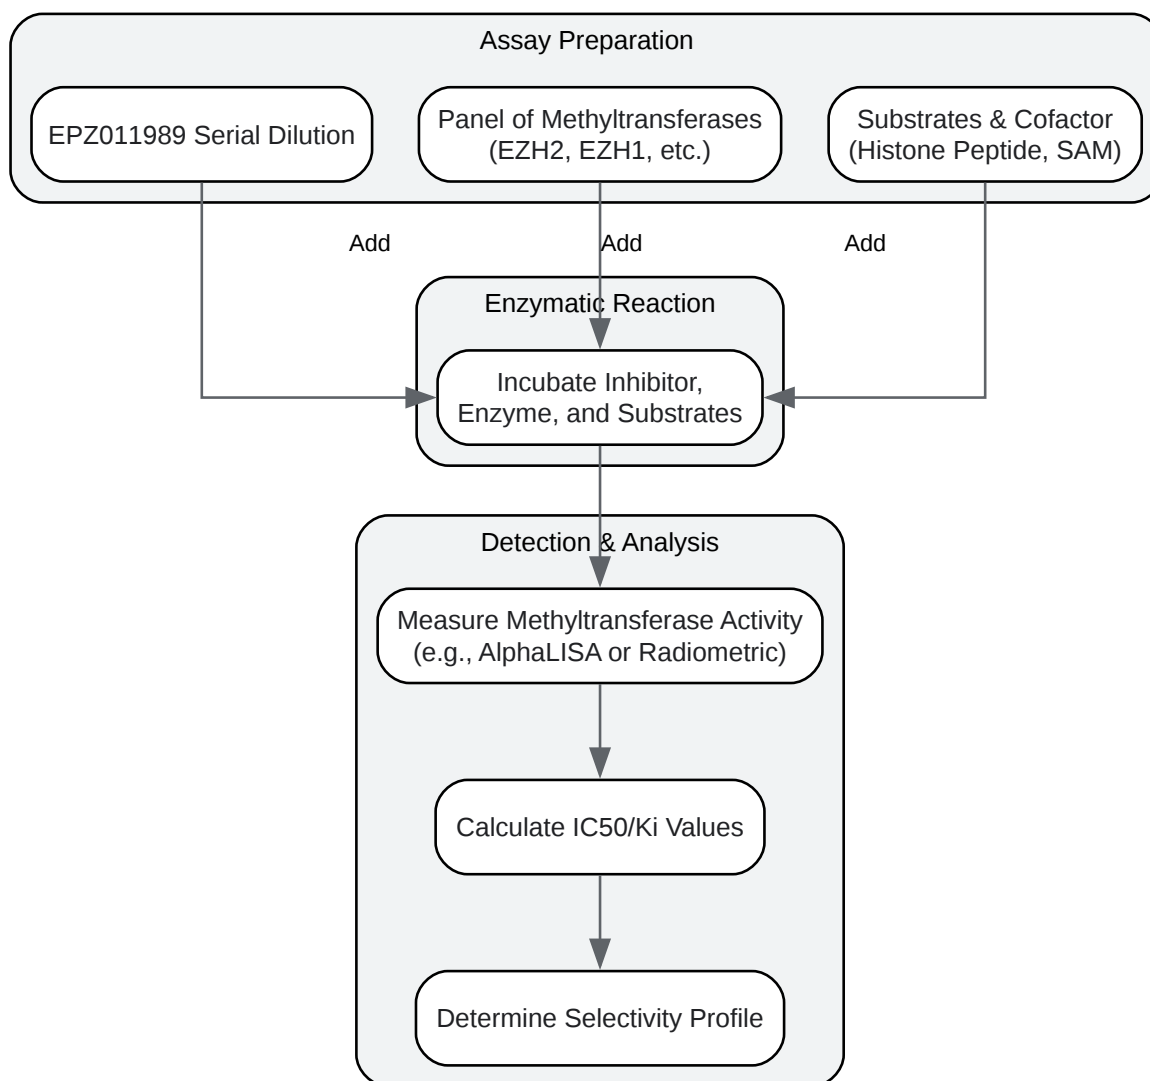 Assay Preparation
EPZ011989 Serial Dilution
Panel of Methyltransferases
(EZH2, EZH1, etc.)
Substrates & Cofactor
(Histone Peptide, SAM)
Add
Add
Add
Enzymatic Reaction
Incubate Inhibitor,
Enzyme, and Substrates
Detection & Analysis
Measure Methyltransferase Activity
(e.g., AlphaLISA or Radiometric)
Calculate IC50/Ki Values
Determine Selectivity Profile